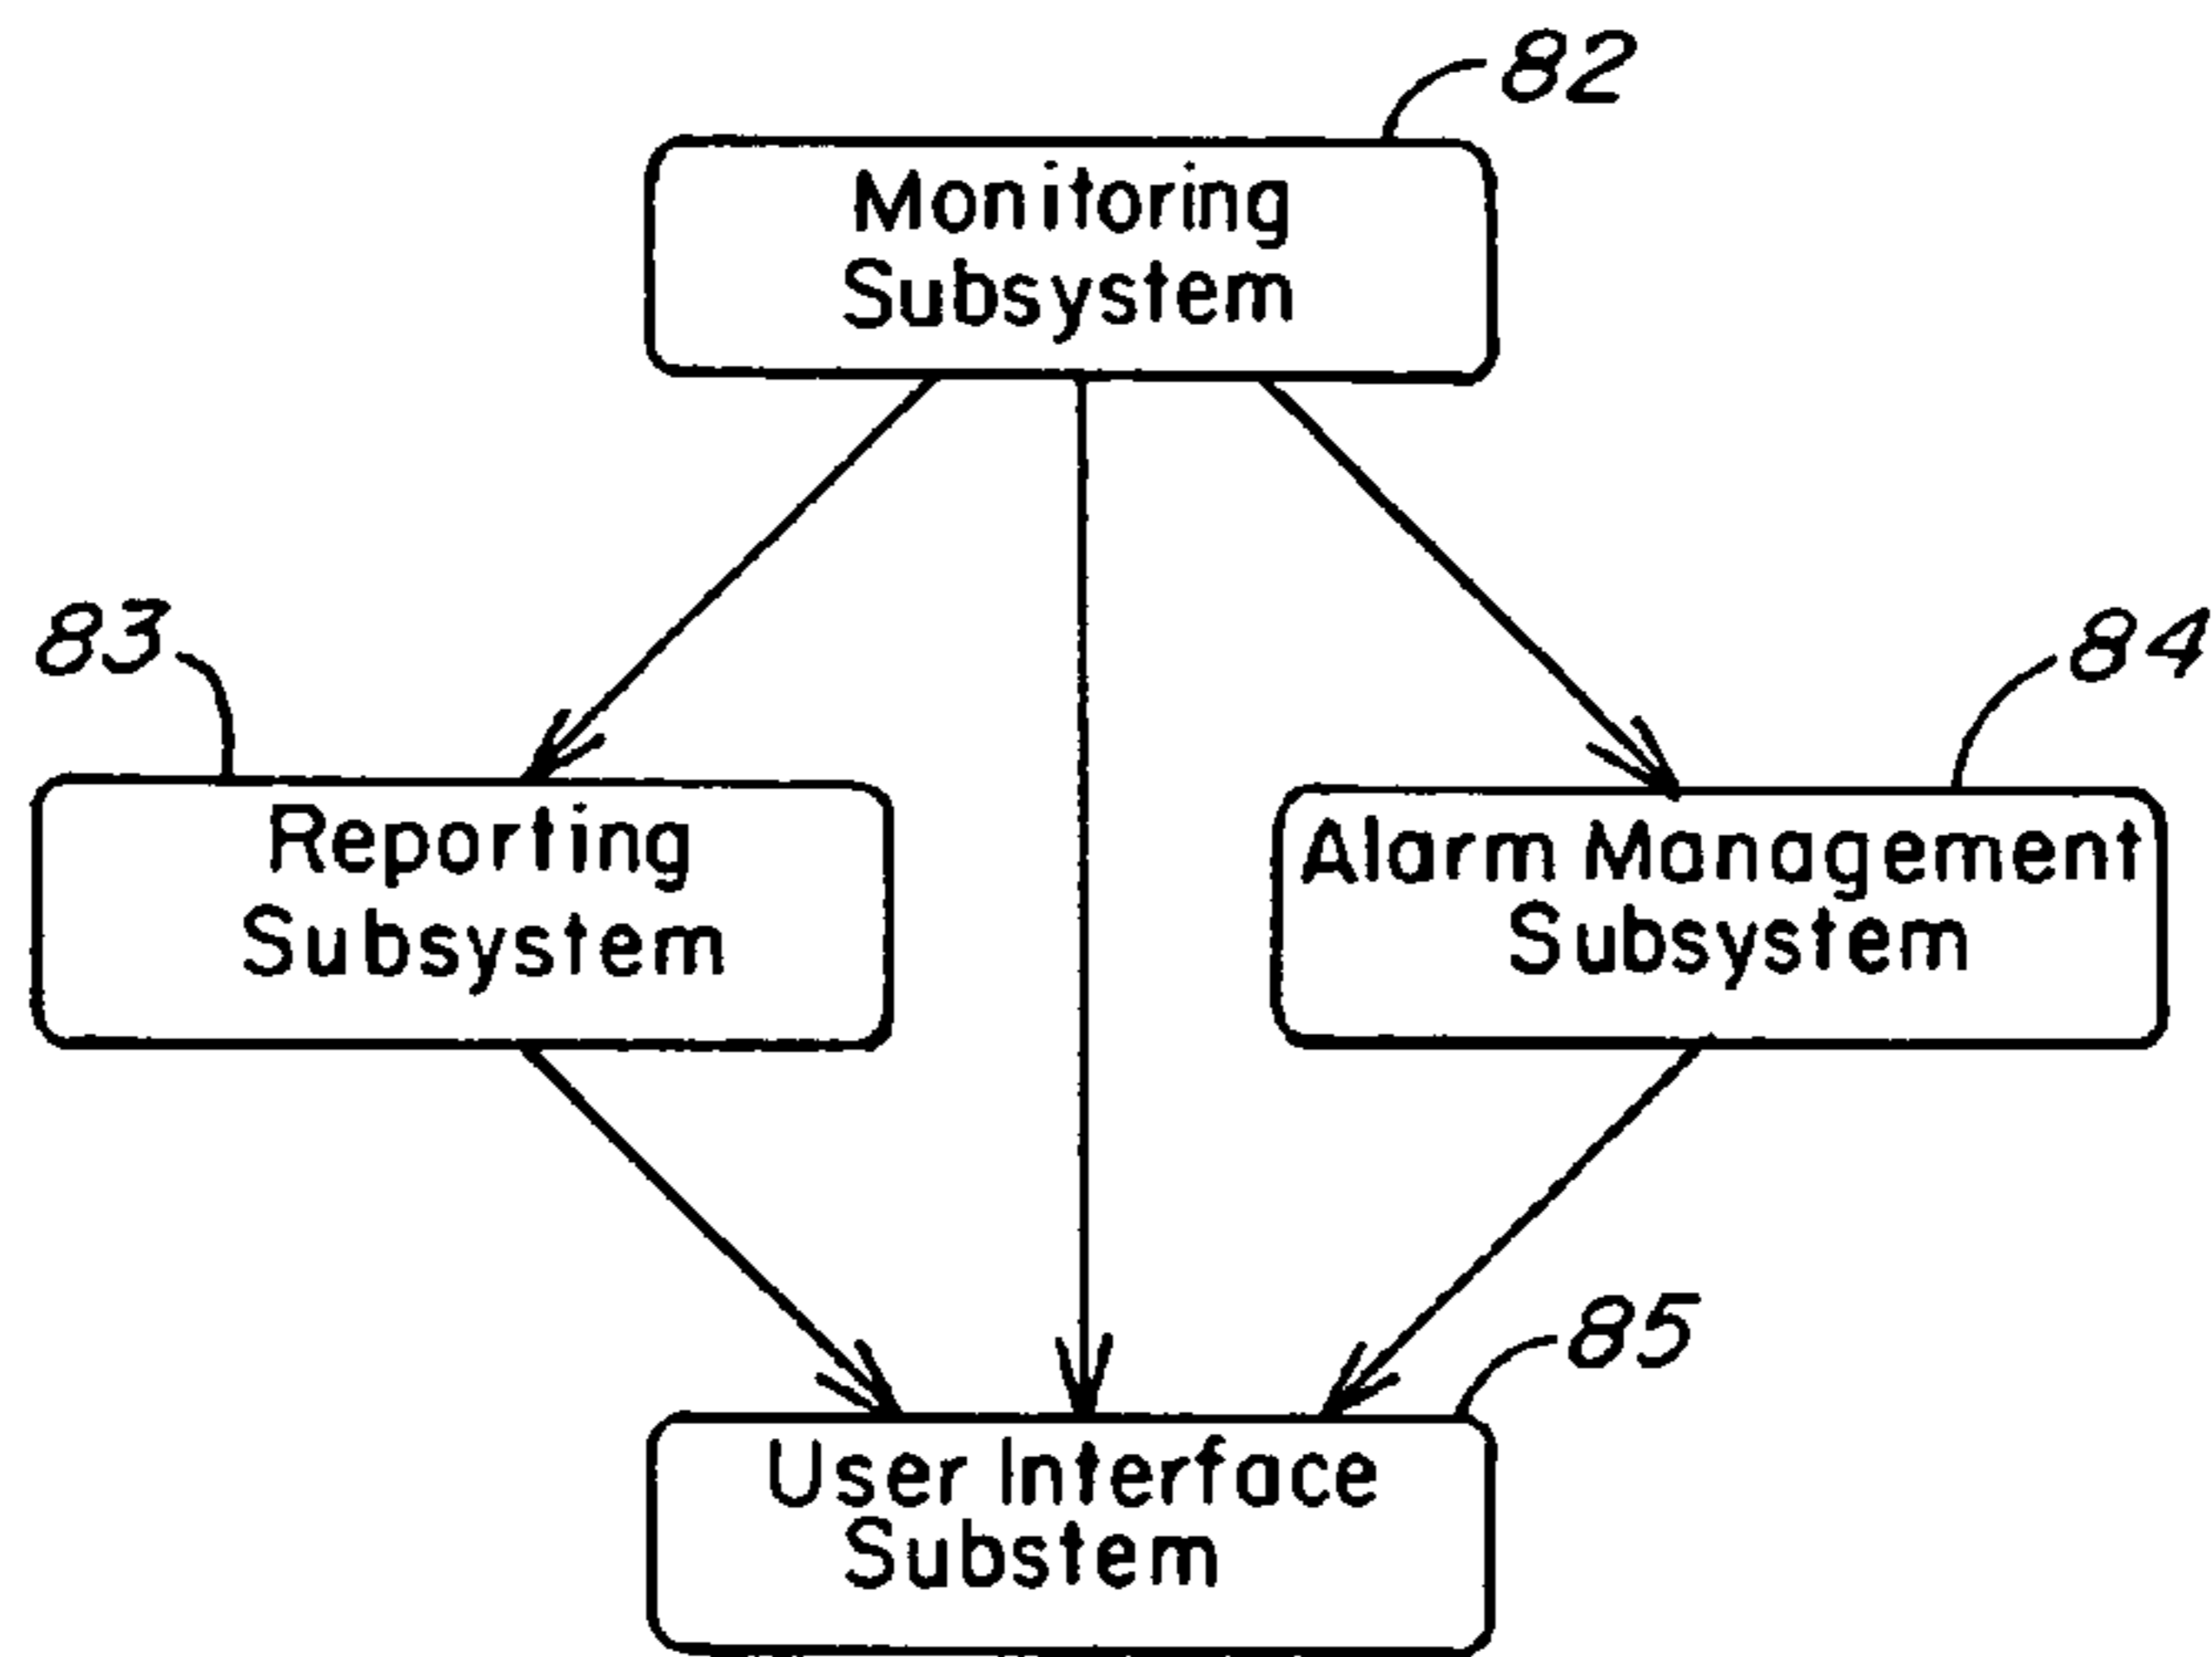 82
Monitoring
Subsystem
83
84
Reporting
Subsystem
Alarm Management
Subsystem
85
User Interface
Substem